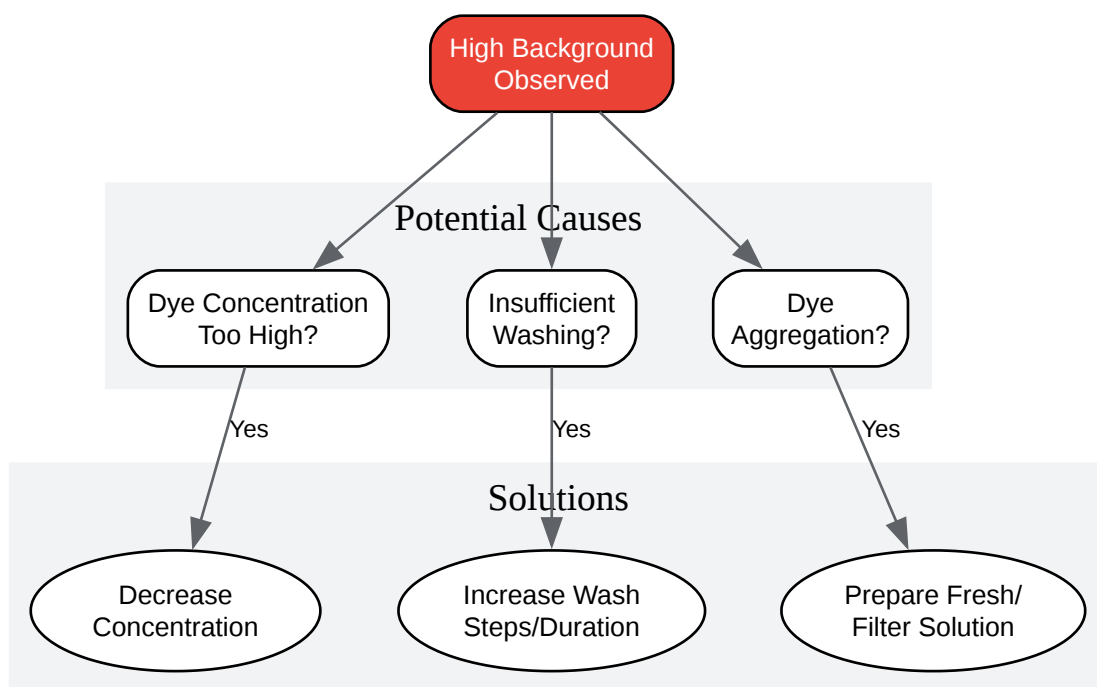 High Background
Observed
Potential Causes
Dye Concentration
Too High?
Insufficient
Washing?
Dye
Aggregation?
Yes
Yes
Yes
Solutions
Decrease
Concentration
Increase Wash
Steps/Duration
Prepare Fresh/
Filter Solution